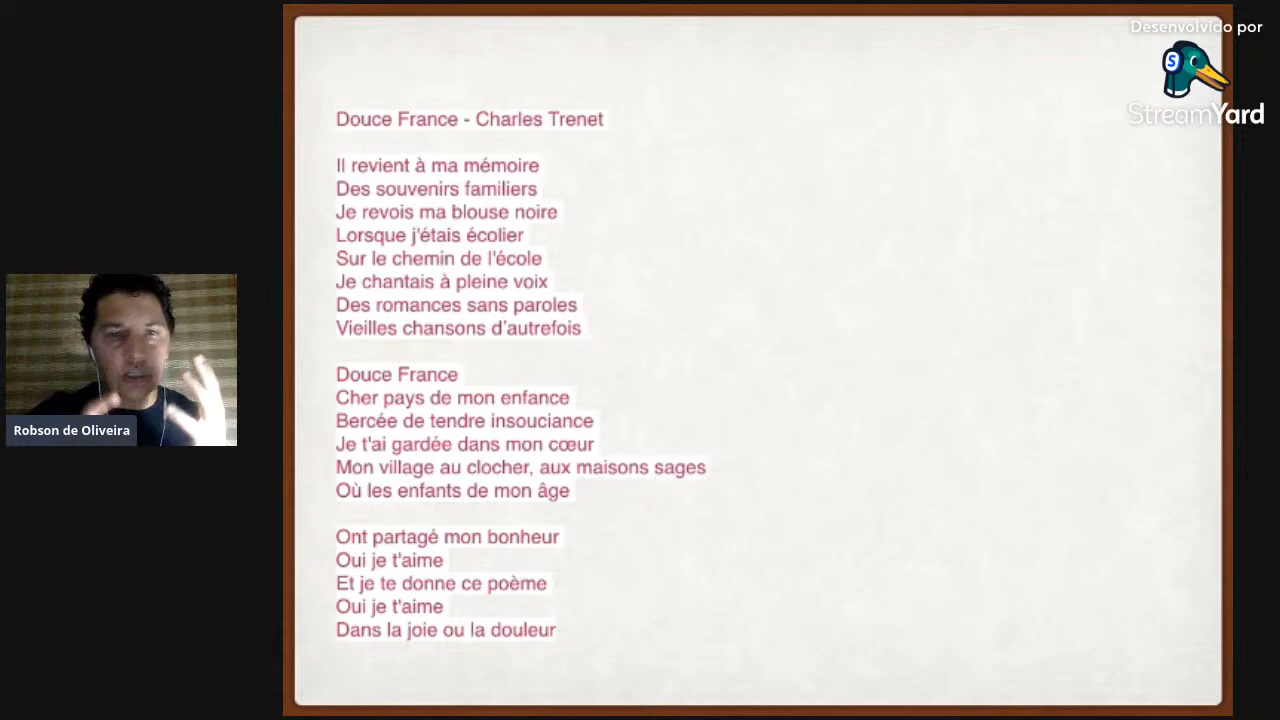 Desenvolvido por
S
StreamYard
Douce France - Charles Trenet
Il revient à ma mémoire
Des souvenirs familiers
Je revois ma blouse noire
Lorsque j'étais écolier
Sur le chemin de l'école
Je chantais à pleine voix
Des romances sans paroles
Vieilles chansons d'autrefois
Douce France
Cher pays de mon enfance
Bercée de tendre insouciance
Je t'ai gardée dans mon cœur
Mon village au clocher, aux maisons sages
Où les enfants de mon âge
Ont partagé mon bonheur
Oui je t'aime
Et je te donne ce poème
Oui je t'aime
Dans la joie ou la douleur
Robson de Oliveira